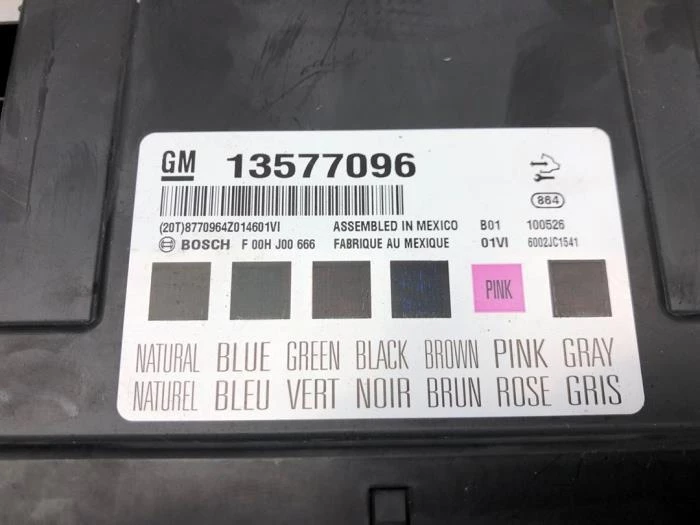 GM 13577096
864
(20T)8770964Z014601VI ASSEMBLED IN MEXICO B01 100526
BOSCH F 00H J00 666 FABRIQUE AU MEXIQUE 01VI 6002JC1541
PINK
NATURAL BLUE GREEN BLACK BROWN PINK GRAY
NATUREL BLEU VERT NOIR BRUN ROSE GRIS